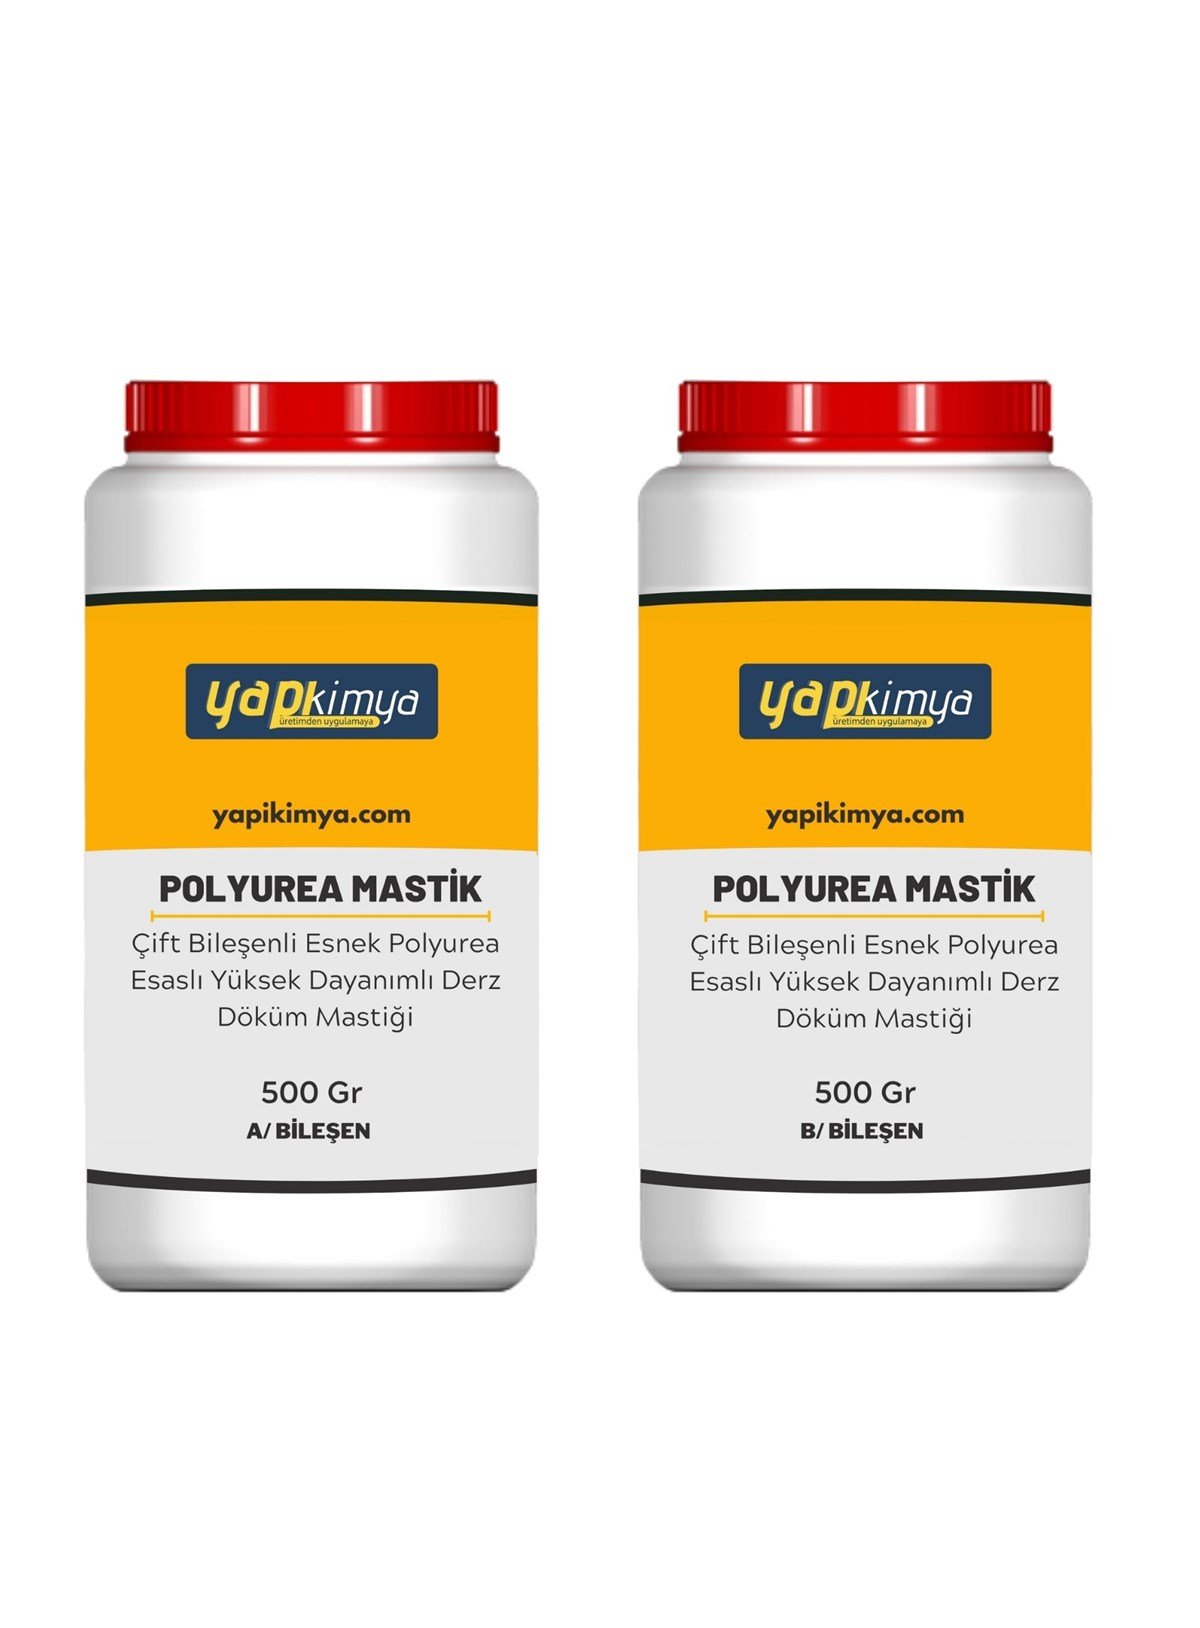 yapıkimya
üretimden uygulamaya
yapikimya.com
POLYUREA MASTİK
Çift Bileşenli Esnek Polyurea
Esaslı Yüksek Dayanımlı Derz
Döküm Mastiği
500 Gr
A/ BİLEŞEN
yapıkimya
üretimden uygulamaya
yapikimya.com
POLYUREA MASTİK
Çift Bileşenli Esnek Polyurea
Esaslı Yüksek Dayanımlı Derz
Döküm Mastiği
500 Gr
B/ BİLEŞEN